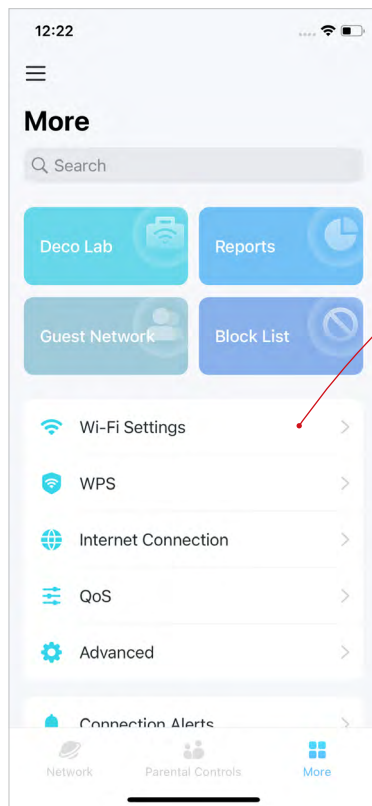 12:22
More
Search
Deco Lab
Reports
Guest Network
Block List
Wi-Fi Settings
WPS
Internet Connection
QoS
Advanced
Connection Alerts
Network
Parental Controls
More